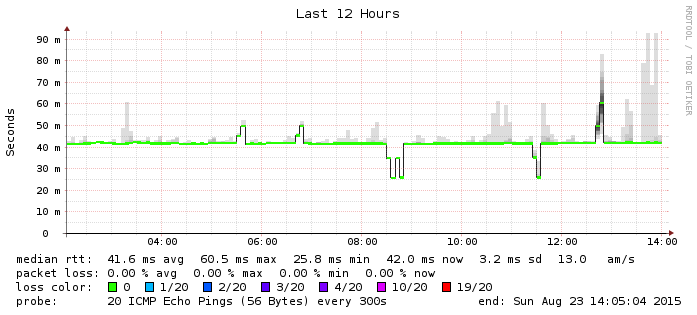 Last 12 Hours
RRDTOOL / TOBI OETIKER
Seconds
90 m
80 m
70 m
60 m
50 m
40 m
30 m
20 m
10 m
0
04:00 06:00 08:00 10:00 12:00 14:00
median rtt: 41.6 ms avg 60.5 ms max 25.8 ms min 42.0 ms now 3.2 ms sd 13.0 am/s
packet loss: 0.00 % avg 0.00 % max 0.00 % min 0.00 % now
loss color: 0 1/20 2/20 3/20 4/20 10/20 19/20
probe: 20 ICMP Echo Pings (56 Bytes) every 300s end: Sun Aug 23 14:05:04 2015